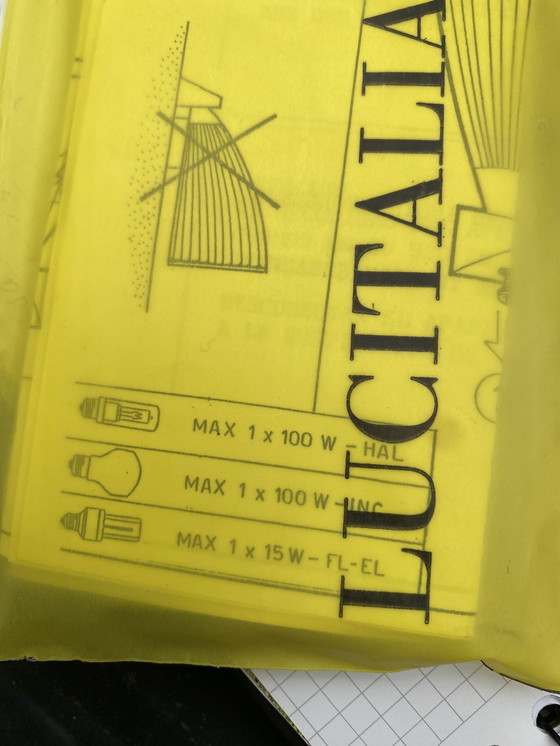 LUCITALIA
MAX 1 x 100 W - HAL
MAX 1 x 100 W - INC
MAX 1 x 15 W - FL-EL